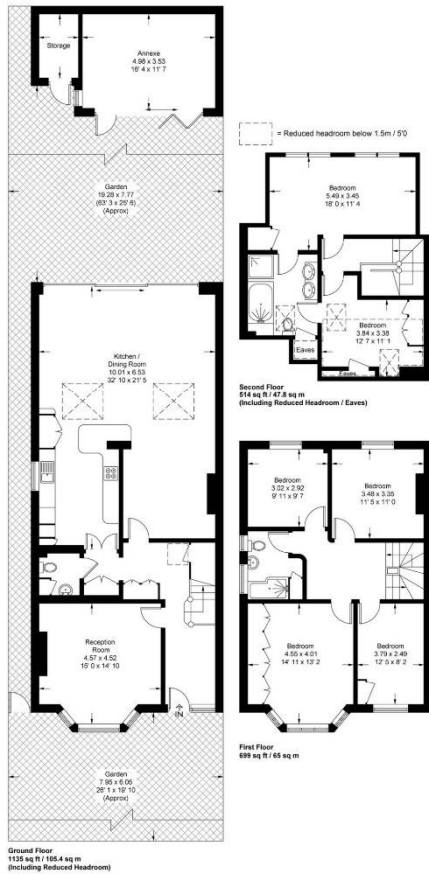 Storage
Annexe
4.98 x 3.53
16'4 x 11'7
= Reduced headroom below 1.5m / 5'0
Garden
19.28 x 7.77
(63'3 x 25'6)
(Approx)
Bedroom
5.49 x 3.45
18'0 x 11'4
Bedroom
3.84 x 3.38
12'7 x 11'1
Eaves
Eaves
Second Floor
514 sq ft / 47.8 sq m
(Including Reduced Headroom / Eaves)
Kitchen /
Dining Room
10.01 x 6.53
32'10 x 21'5
Bedroom
3.02 x 2.92
9'11 x 9'7
Bedroom
3.48 x 3.35
11'5 x 11'0
Reception
Room
4.57 x 4.52
15'0 x 14'10
IN
Bedroom
4.55 x 4.01
14'11 x 13'2
Bedroom
3.79 x 2.49
12'5 x 8'2
First Floor
699 sq ft / 65 sq m
Garden
7.95 x 6.05
26'1 x 19'10
(Approx)
Ground Floor
1135 sq ft / 105.4 sq m
(Including Reduced Headroom)